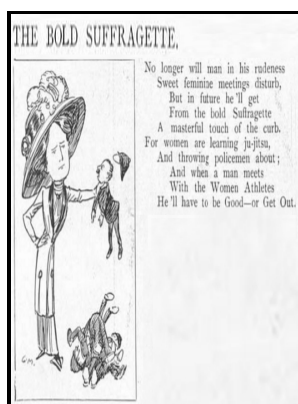 THE BOLD SUFFRAGETTE.
No longer will man in his rudeness
Sweet feminine meetings disturb,
But in future he'll get
From the bold Suffragette
A masterful touch of the curb.
For women are learning ju-jitsu,
And throwing policemen about;
And when a man meets
With the Women Athletes
He'll have to be Good—or Get Out.
G.M.